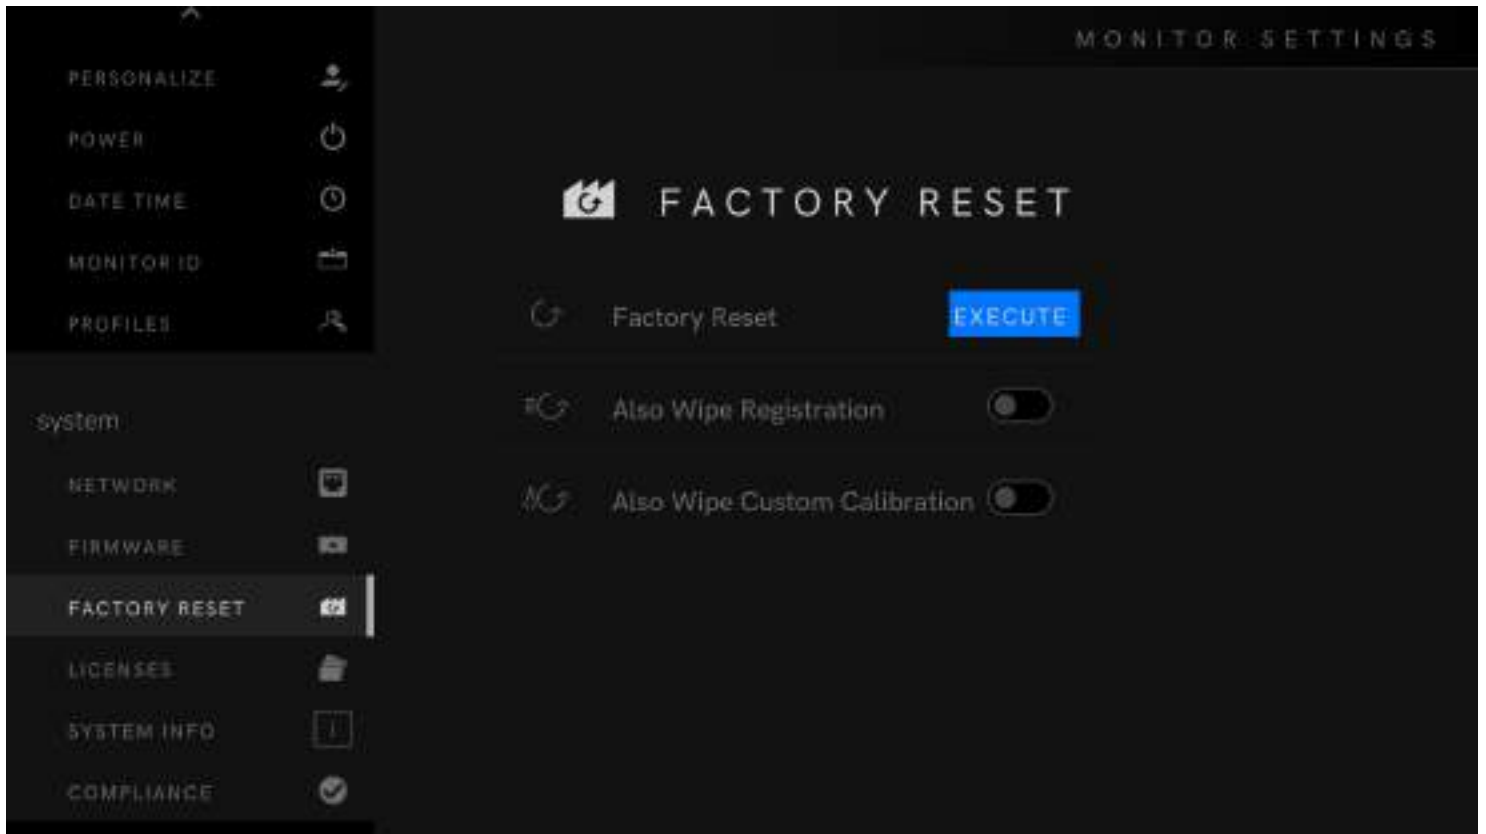 MONITOR SETTINGS
PERSONALIZE
POWER
DATE TIME
MONITOR ID
PROFILES
system
NETWORK
FIRMWARE
FACTORY RESET
LICENSES
SYSTEM INFO
COMPLIANCE
FACTORY RESET
Factory Reset EXECUTE
Also Wipe Registration
Also Wipe Custom Calibration